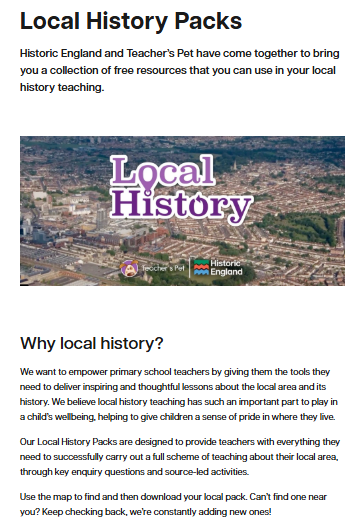 Local History Packs
Historic England and Teacher's Pet have come together to bring
you a collection of free resources that you can use in your local
history teaching.
Local
History
Teacher's Pet
Historic
England
Why local history?
We want to empower primary school teachers by giving them the tools they
need to deliver inspiring and thoughtful lessons about the local area and its
history. We believe local history teaching has such an important part to play in
a child's wellbeing, helping to give children a sense of pride in where they live.
Our Local History Packs are designed to provide teachers with everything they
need to successfully carry out a full scheme of teaching about their local area,
through key enquiry questions and source-led activities.
Use the map to find and then download your local pack. Can't find one near
you? Keep checking back, we're constantly adding new ones!